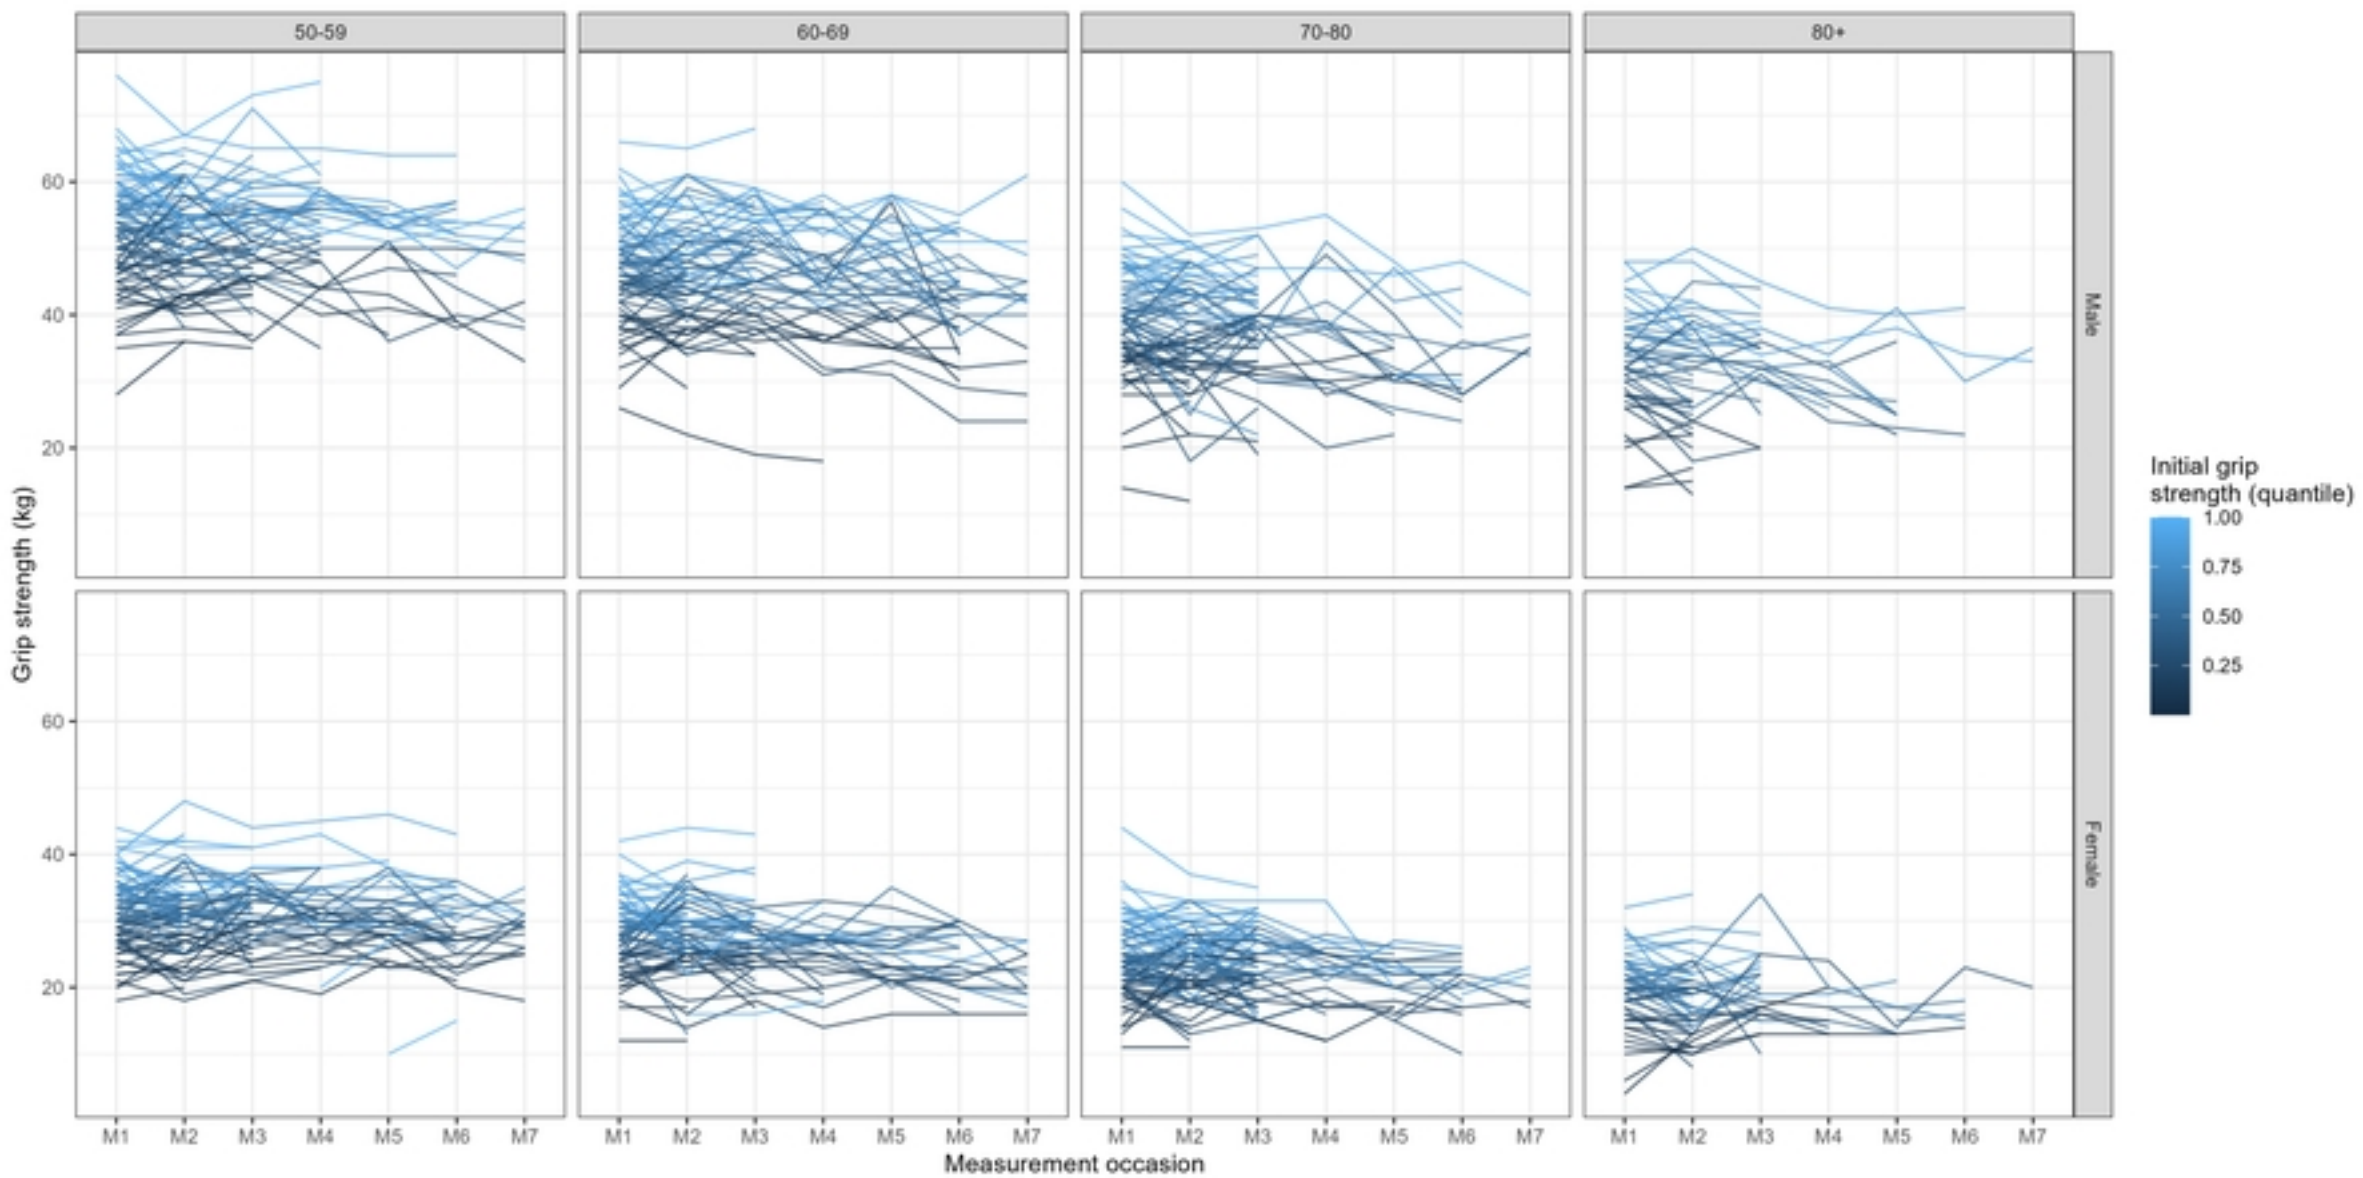 50-59 60-69 70-80 80+
60
40
20
Male
60
40
20
Female
Grip strength (kg)
M1 M2 M3 M4 M5 M6 M7 M1 M2 M3 M4 M5 M6 M7 M1 M2 M3 M4 M5 M6 M7 M1 M2 M3 M4 M5 M6 M7
Measurement occasion
Initial grip
strength (quantile)
1.00
0.75
0.50
0.25